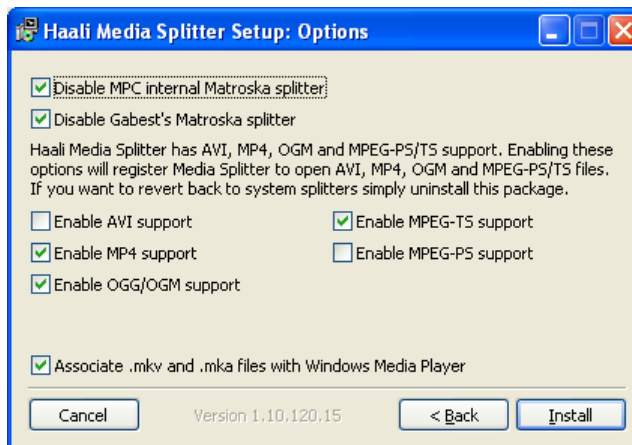 Haali Media Splitter Setup: Options
Disable MPC internal Matroska splitter
Disable Gabest's Matroska splitter
Haali Media Splitter has AVI, MP4, OGM and MPEG-PS/TS support. Enabling these
options will register Media Splitter to open AVI, MP4, OGM and MPEG-PS/TS files.
If you want to revert back to system splitters simply uninstall this package.
Enable AVI support
Enable MPEG-TS support
Enable MP4 support
Enable MPEG-PS support
Enable OGG/OGM support
Associate .mkv and .mka files with Windows Media Player
Cancel
Version 1.10.120.15
< Back
Install